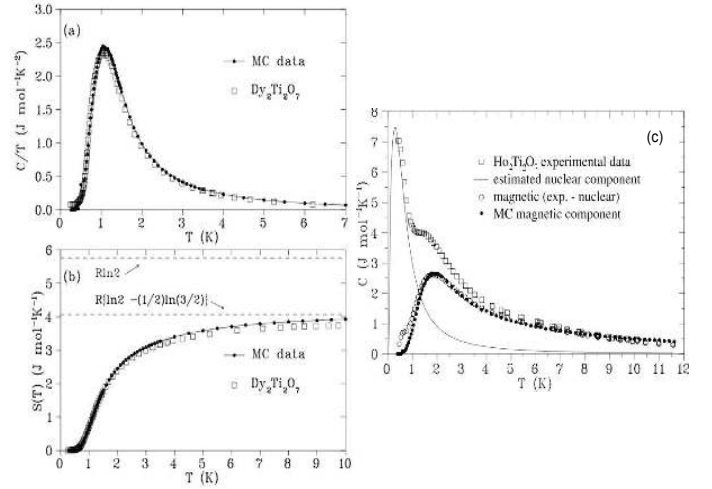 (a)
3.0
2.5
2.0
1.5
1.0
0.5
0.0
C/T (J mol⁻¹K⁻²)
MC data
Dy₂Ti₂O₇
0 1 2 3 4 5 6 7
T (K)
(b)
6
5
4
3
2
1
0
S(T) (J mol⁻¹K⁻¹)
Rln2
R{ln2 -(1/2)ln(3/2)}
MC data
Dy₂Ti₂O₇
0 1 2 3 4 5 6 7 8 9 10
T (K)
(c)
8
7
6
5
4
3
2
1
0
C (J mol⁻¹K⁻¹)
Ho₂Ti₂O₇ experimental data
estimated nuclear component
magnetic (exp. - nuclear)
MC magnetic component
0 1 2 3 4 5 6 7 8 9 10 11 12
T (K)